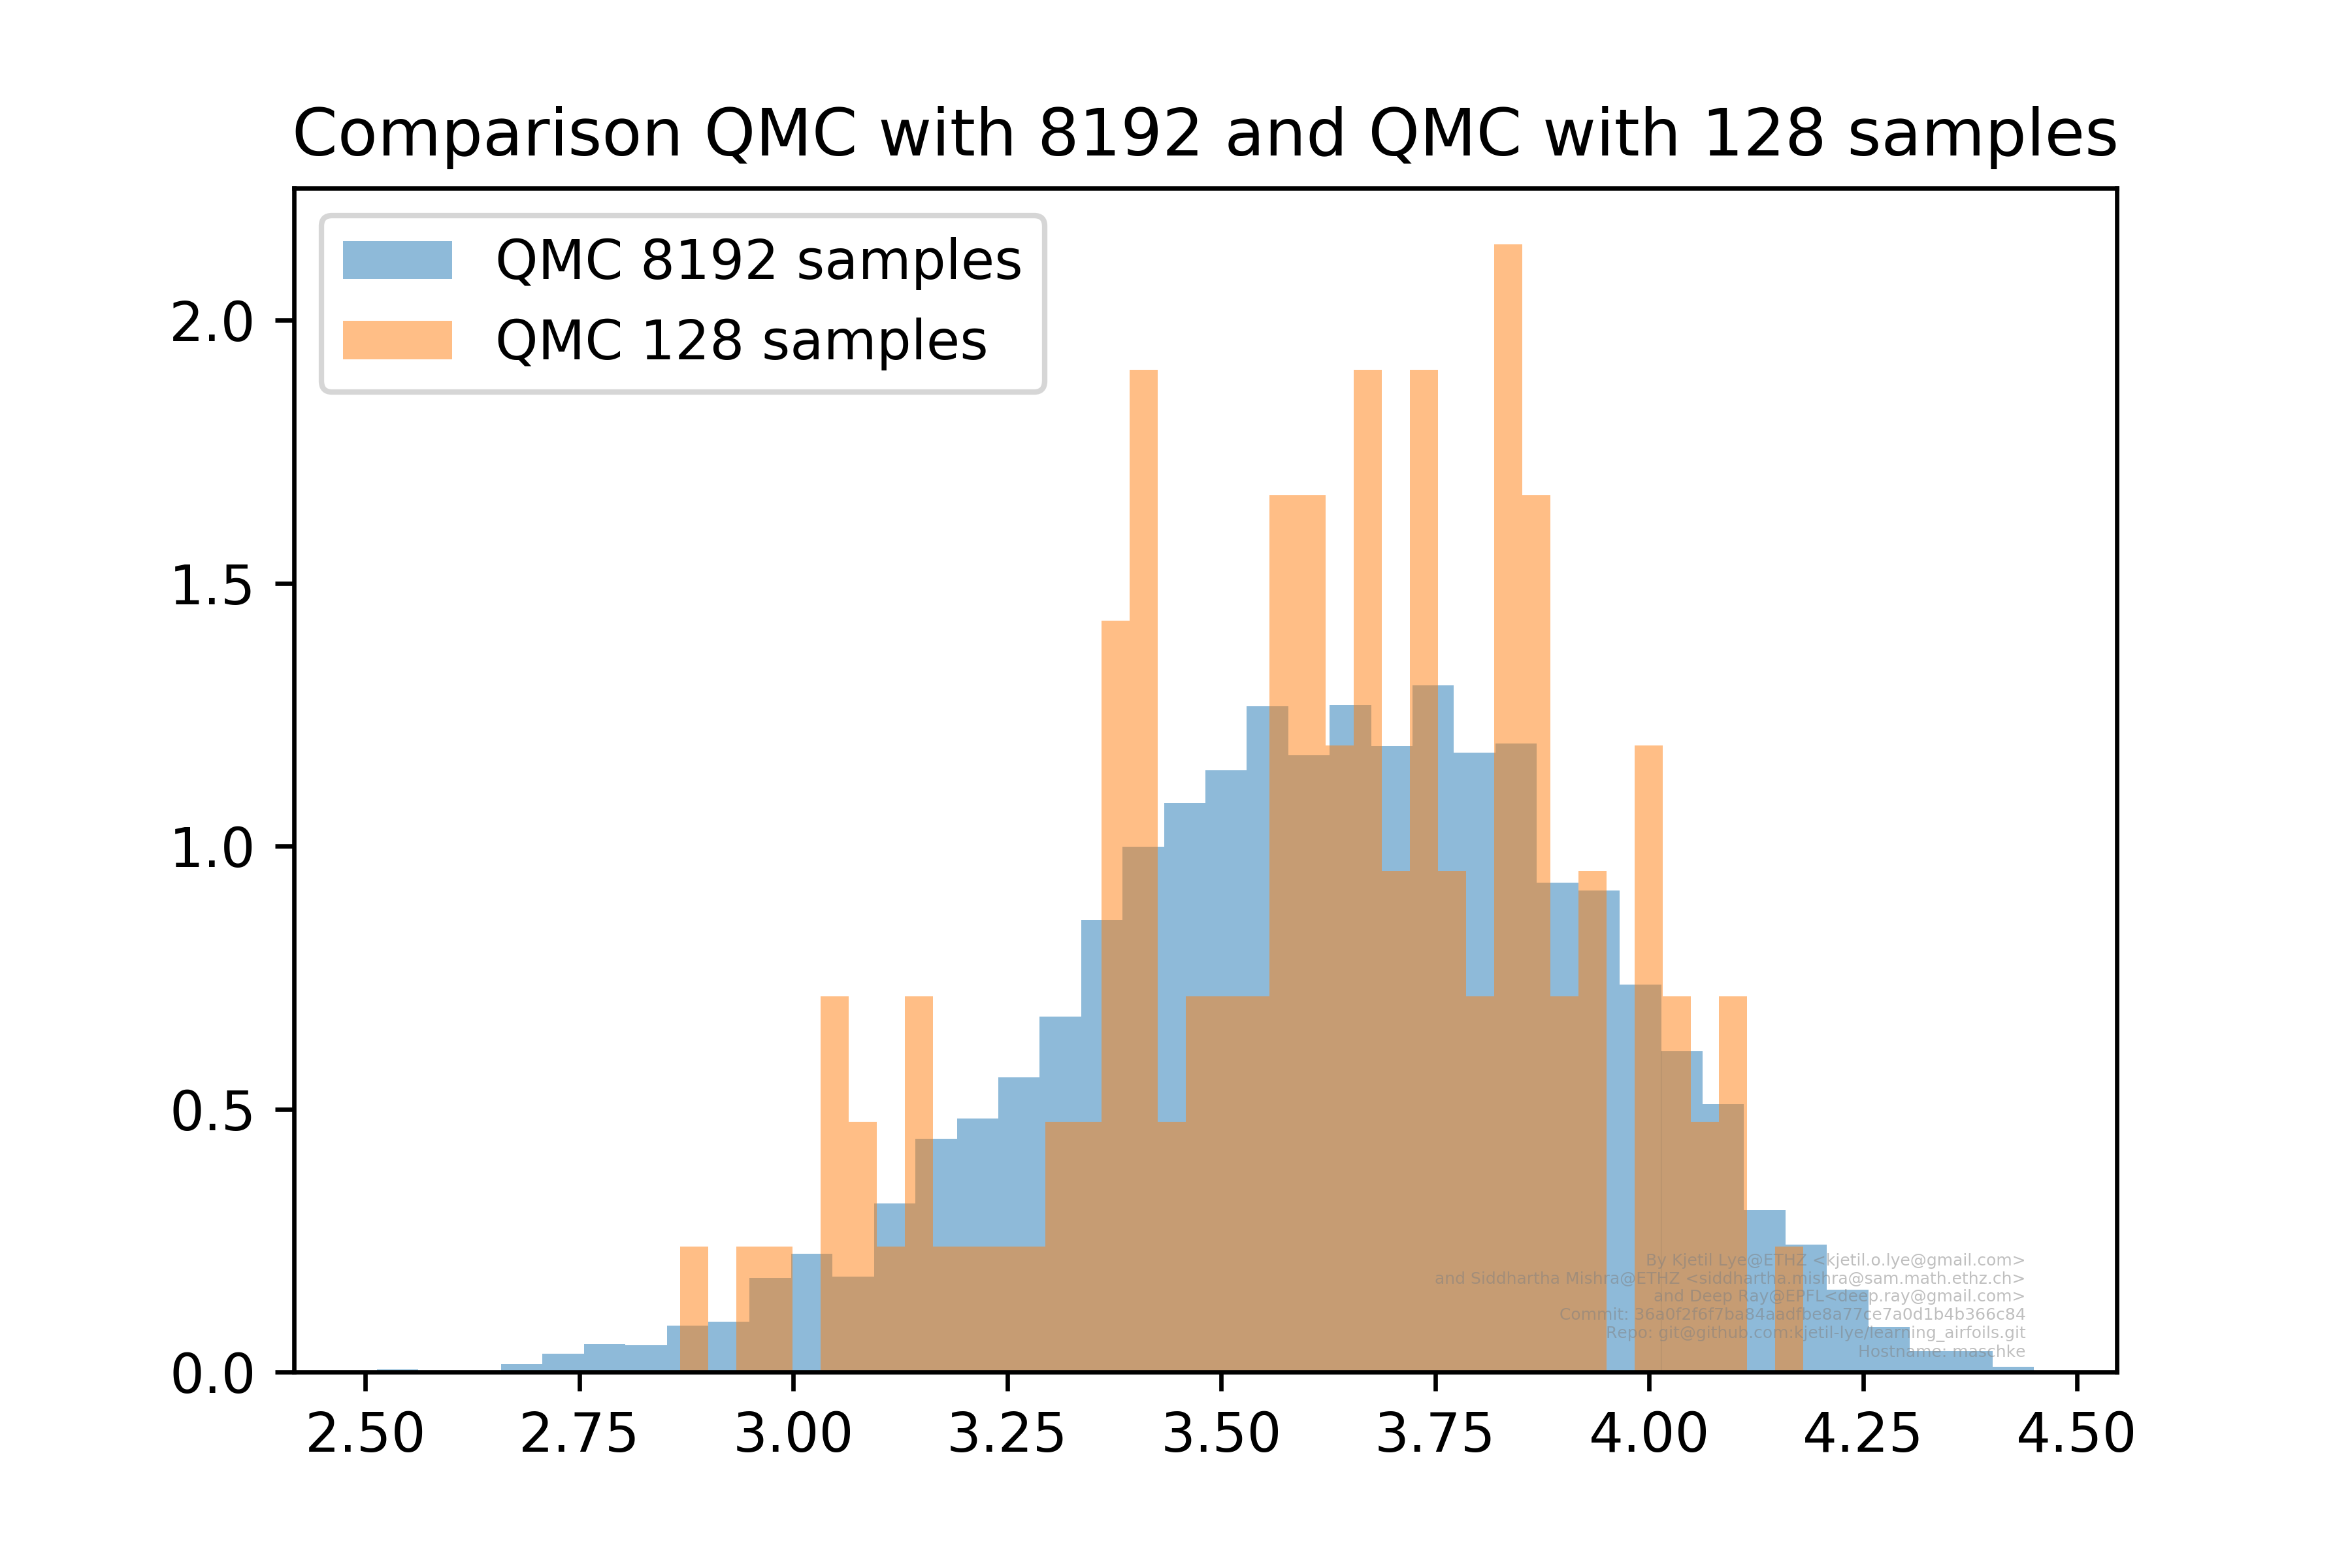 Comparison QMC with 8192 and QMC with 128 samples
QMC 8192 samples
QMC 128 samples
2.0
1.5
1.0
0.5
0.0
By Kjetil Lye@ETHZ <kjetil.o.lye@gmail.com>
and Siddhartha Mishra@ETHZ <siddhartha.mishra@sam.math.ethz.ch>
and Deep Ray@EPFL<deep.ray@gmail.com>
Commit: 36a0f2f6f7ba84aadfbe8a77ce7a0d1b4b366c84
Repo: git@github.com:kjetil-lye/learning_airfoils.git
Hostname: maschke
2.50 2.75 3.00 3.25 3.50 3.75 4.00 4.25 4.50